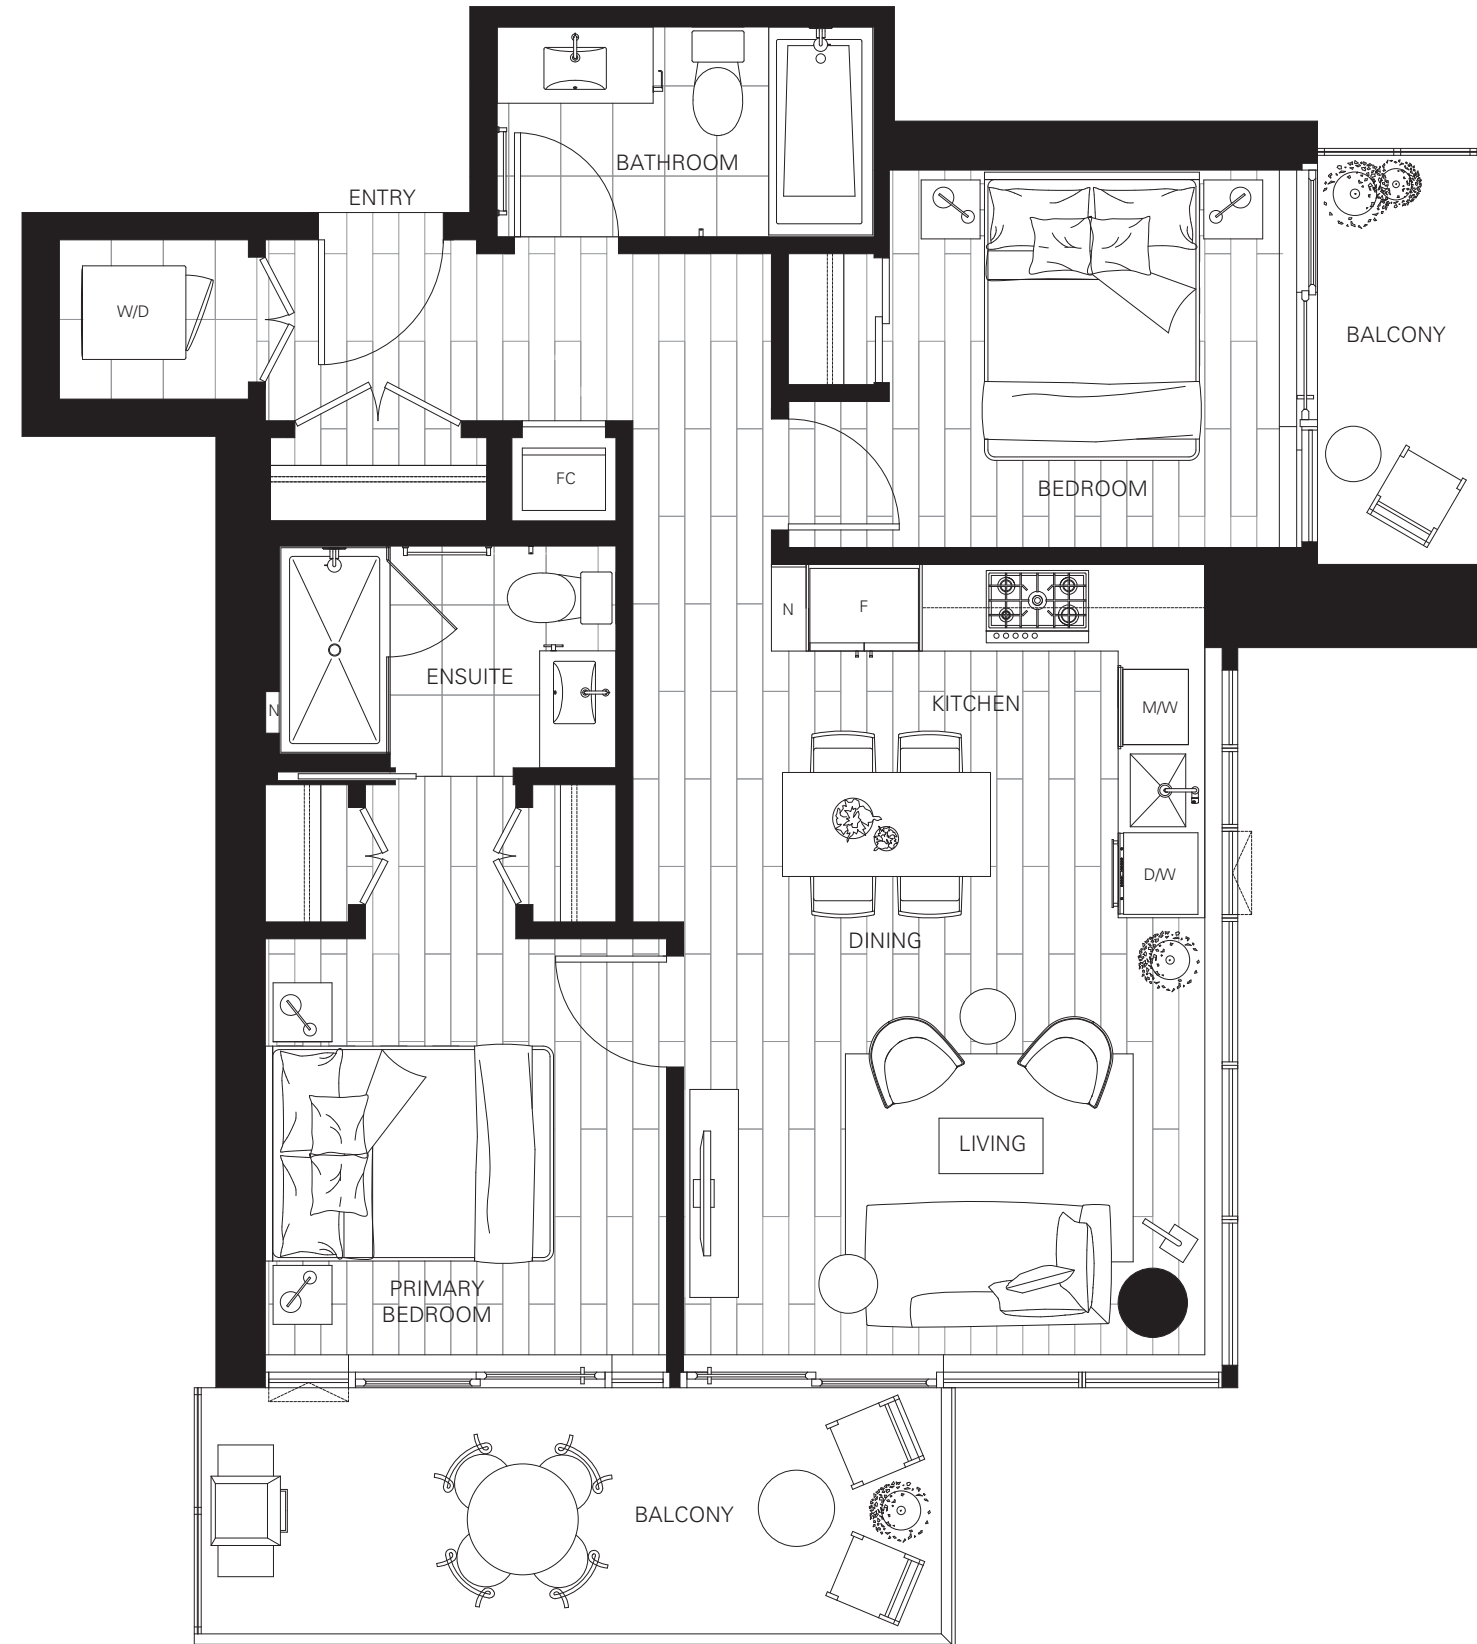 BATHROOM
ENTRY
W/D
BALCONY
FC
BEDROOM
N
F
ENSUITE
KITCHEN
N
M/W
D/W
DINING
LIVING
PRIMARY
BEDROOM
BALCONY